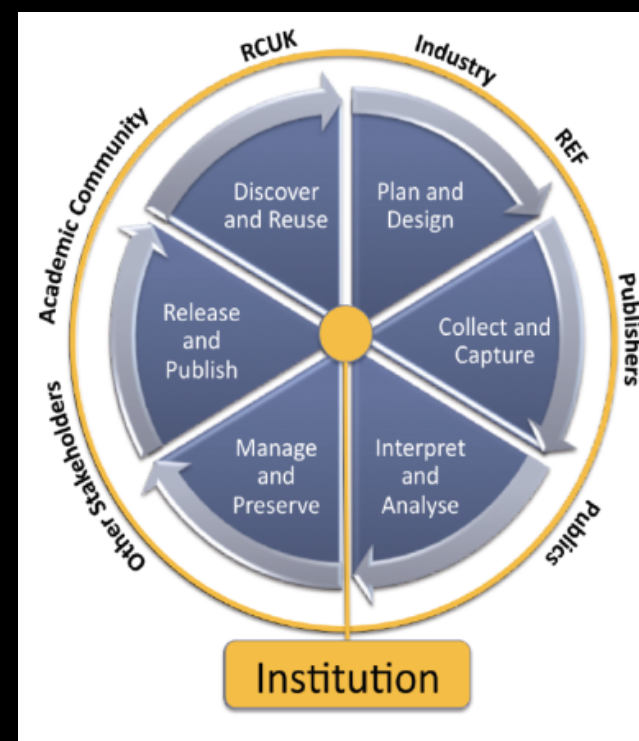 RCUK
Industry
REF
Publishers
Publics
Other Stakeholders
Academic Community
Discover
and Reuse
Plan and
Design
Collect and
Capture
Interpret
and
Analyse
Manage
and
Preserve
Release
and
Publish
Institution